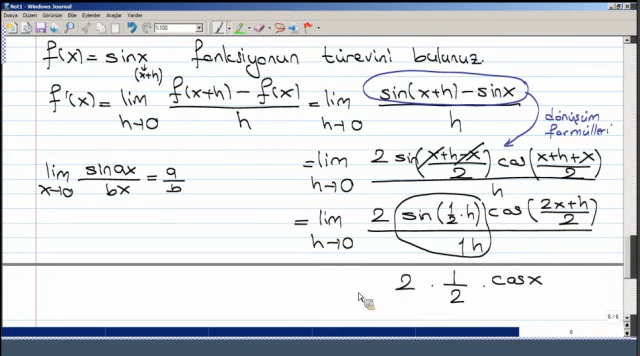 Not1 - Windows Journal
Dosya Düzen Görünüm Ekle Eylemler Araçlar Yardım
%100
f(x) = sinx fonksiyonun türevini bulunuz.
(x+h)
f'(x) = lim h→0 f(x+h) - f(x) / h = lim h→0 sin(x+h) - sinx / h
dönüşüm
formülleri
lim x→0 sinax / bx = a / b
= lim h→0 2 sin(x+h-x / 2) cos(x+h+x / 2) / h
= lim h→0 2 sin(1/2 · h) cos(2x+h / 2) / 1h
2 · 1/2 · cosx
6/6
6